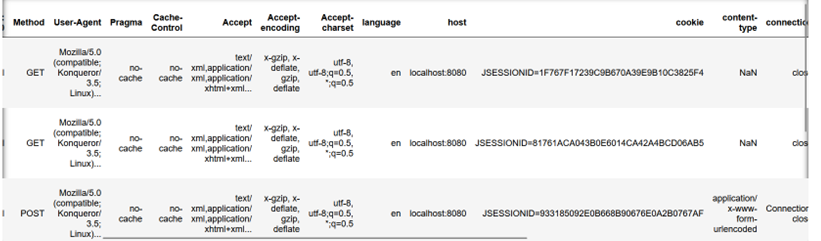 Method User-Agent Pragma Cache-Control Accept Accept-encoding Accept-charset language host cookie content-type
GET Mozilla/5.0 (compatible; Konqueror/3.5; Linux)... no-cache no-cache text/xml,application/xml,application/xhtml+xml... x-gzip, x-deflate, gzip, deflate utf-8, utf-8;q=0.5, *;q=0.5 en localhost:8080 JSESSIONID=1F767F17239C9B670A39E9B10C3825F4 NaN
GET Mozilla/5.0 (compatible; Konqueror/3.5; Linux)... no-cache no-cache text/xml,application/xml,application/xhtml+xml... x-gzip, x-deflate, gzip, deflate utf-8, utf-8;q=0.5, *;q=0.5 en localhost:8080 JSESSIONID=81761ACA043B0E6014CA42A4BCD06AB5 NaN
POST Mozilla/5.0 (compatible; Konqueror/3.5; Linux)... no-cache no-cache text/xml,application/xml,application/xhtml+xml... x-gzip, x-deflate, gzip, deflate utf-8, utf-8;q=0.5, *;q=0.5 en localhost:8080 JSESSIONID=933185092E0B668B90676E0A2B0767AF application/x-www-form-urlencoded